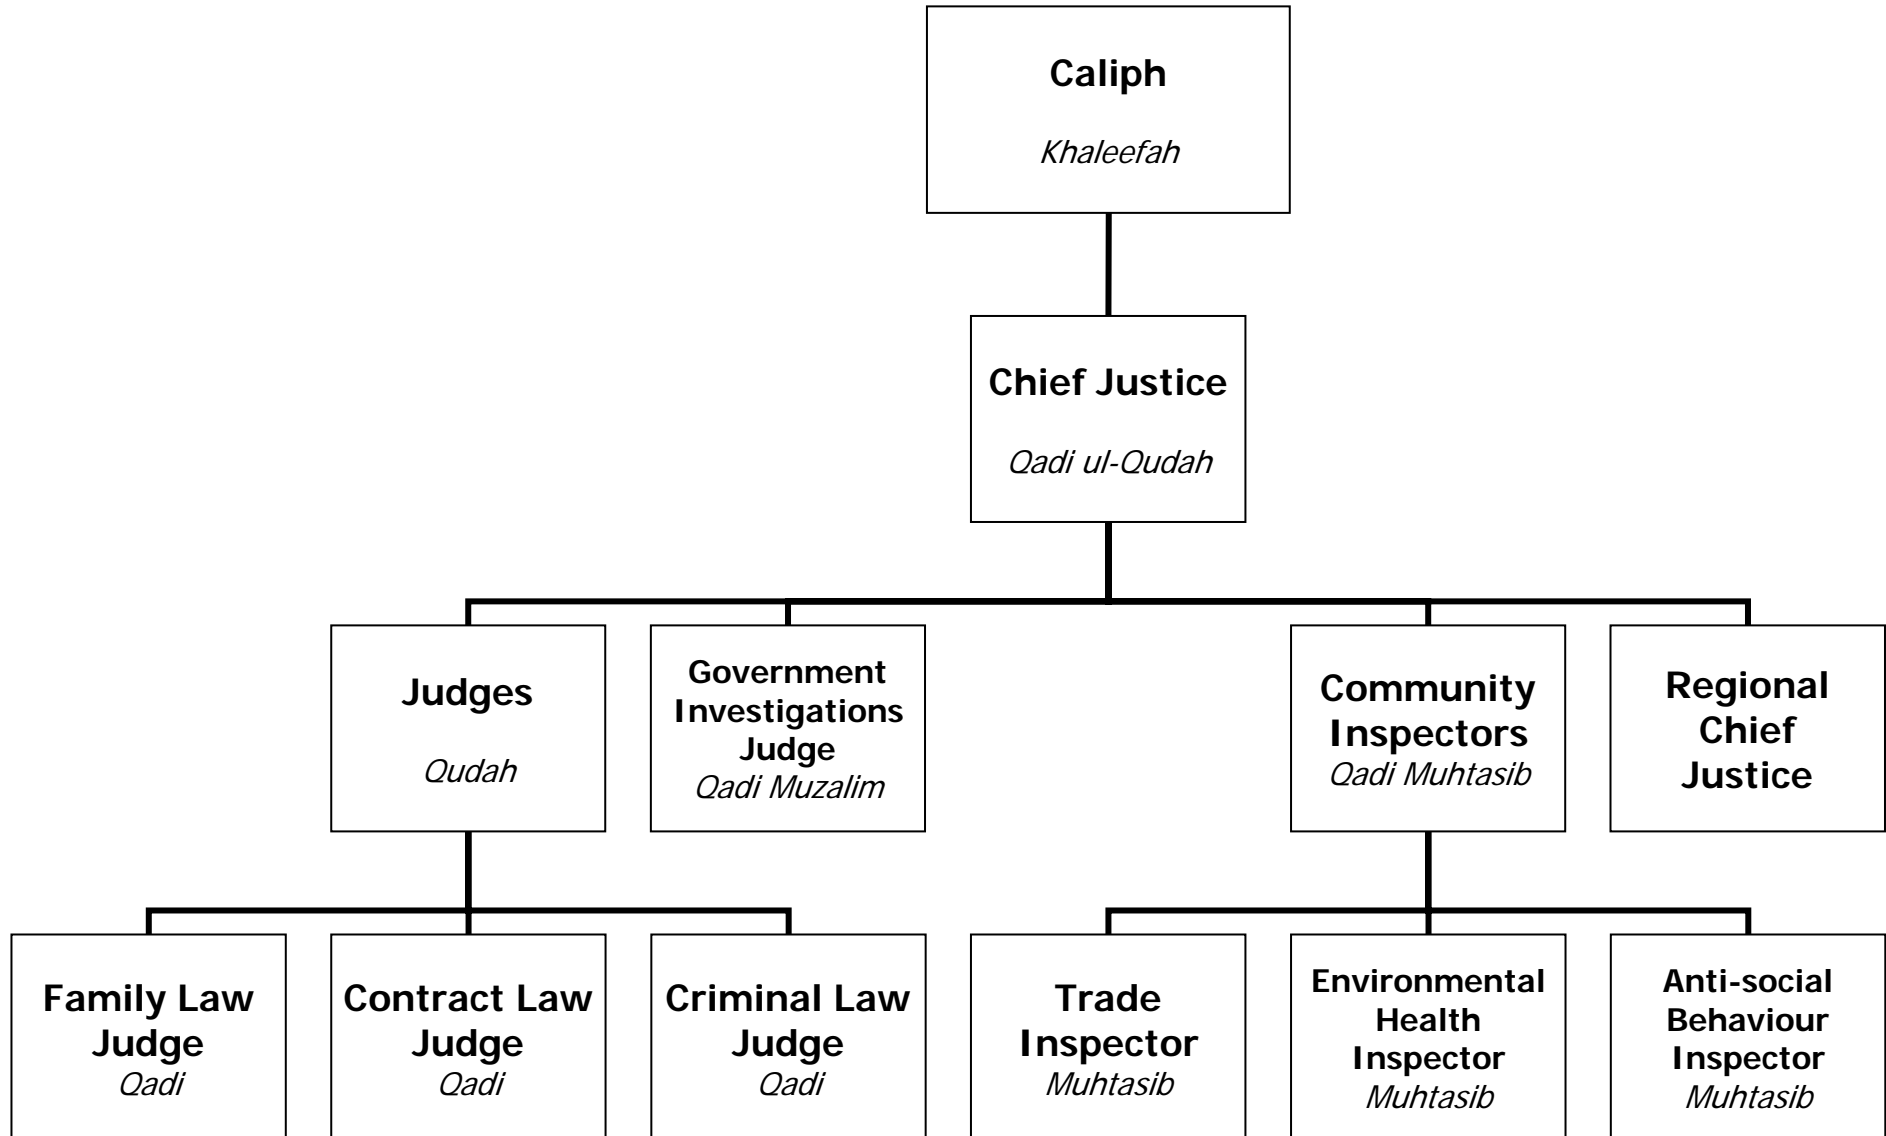 Caliph
Khaleefah
Chief Justice
Qadi ul-Qudah
Judges
Qudah
Government
Investigations
Judge
Qadi Muzalim
Community
Inspectors
Qadi Muhtasib
Regional
Chief
Justice
Family Law
Judge
Qadi
Contract Law
Judge
Qadi
Criminal Law
Judge
Qadi
Trade
Inspector
Muhtasib
Environmental
Health
Inspector
Muhtasib
Anti-social
Behaviour
Inspector
Muhtasib